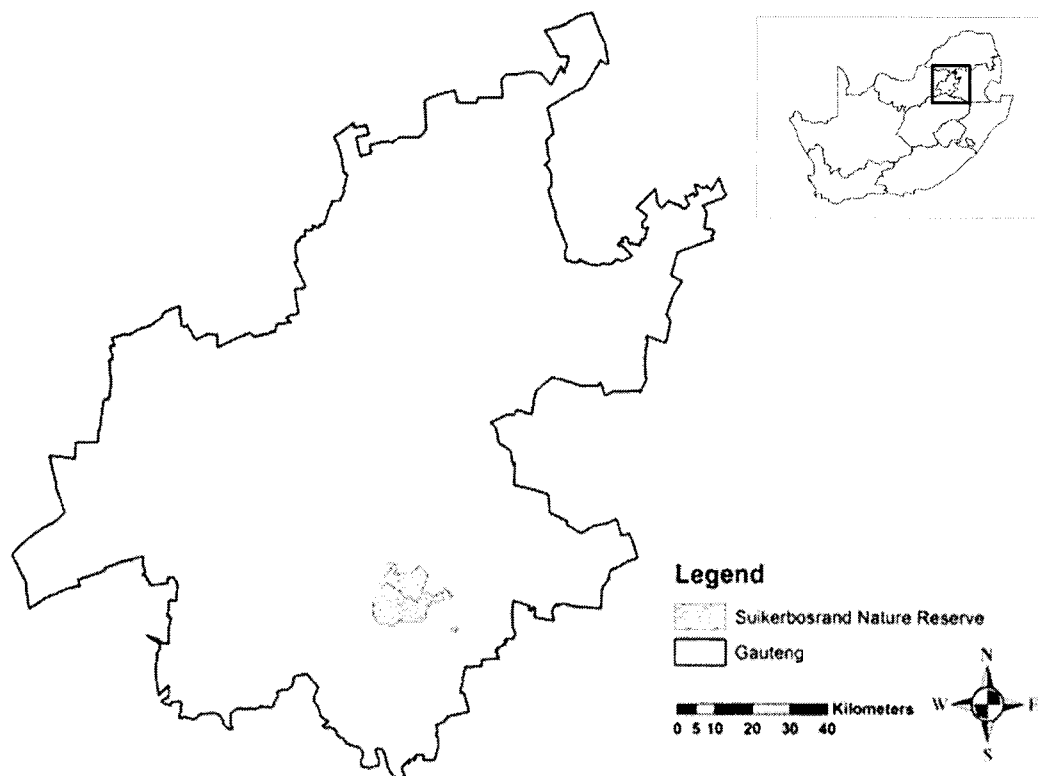 Legend
Suikerbosrand Nature Reserve
Gauteng
Kilometers
0 5 10 20 30 40
N
W E
S